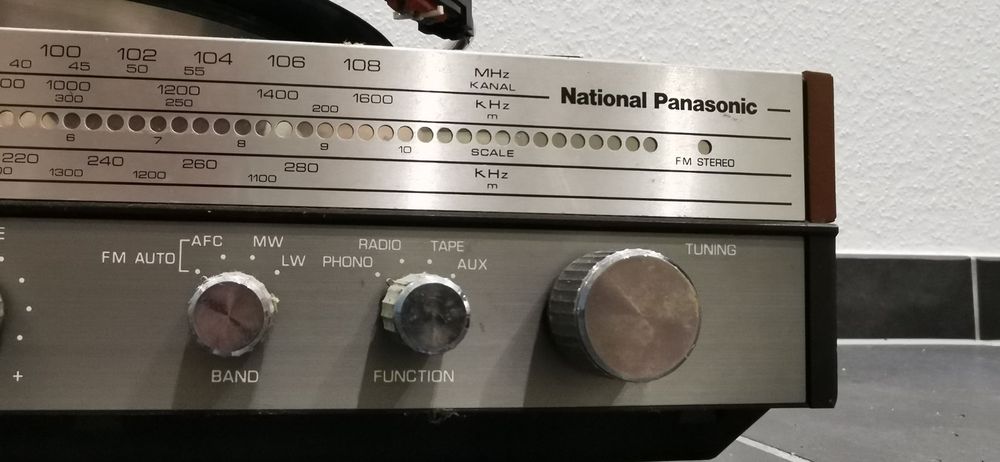 100 102 104 106 108 MHz
40 45 50 55 KANAL
1000 1200 1400 1600 KHz National Panasonic
300 250 200 m
6 7 8 9 10 SCALE FM STEREO
220 240 260 280 KHz
1300 1200 1100 m
FM AUTO AFC MW LW
PHONO RADIO TAPE AUX
TUNING
+ BAND FUNCTION